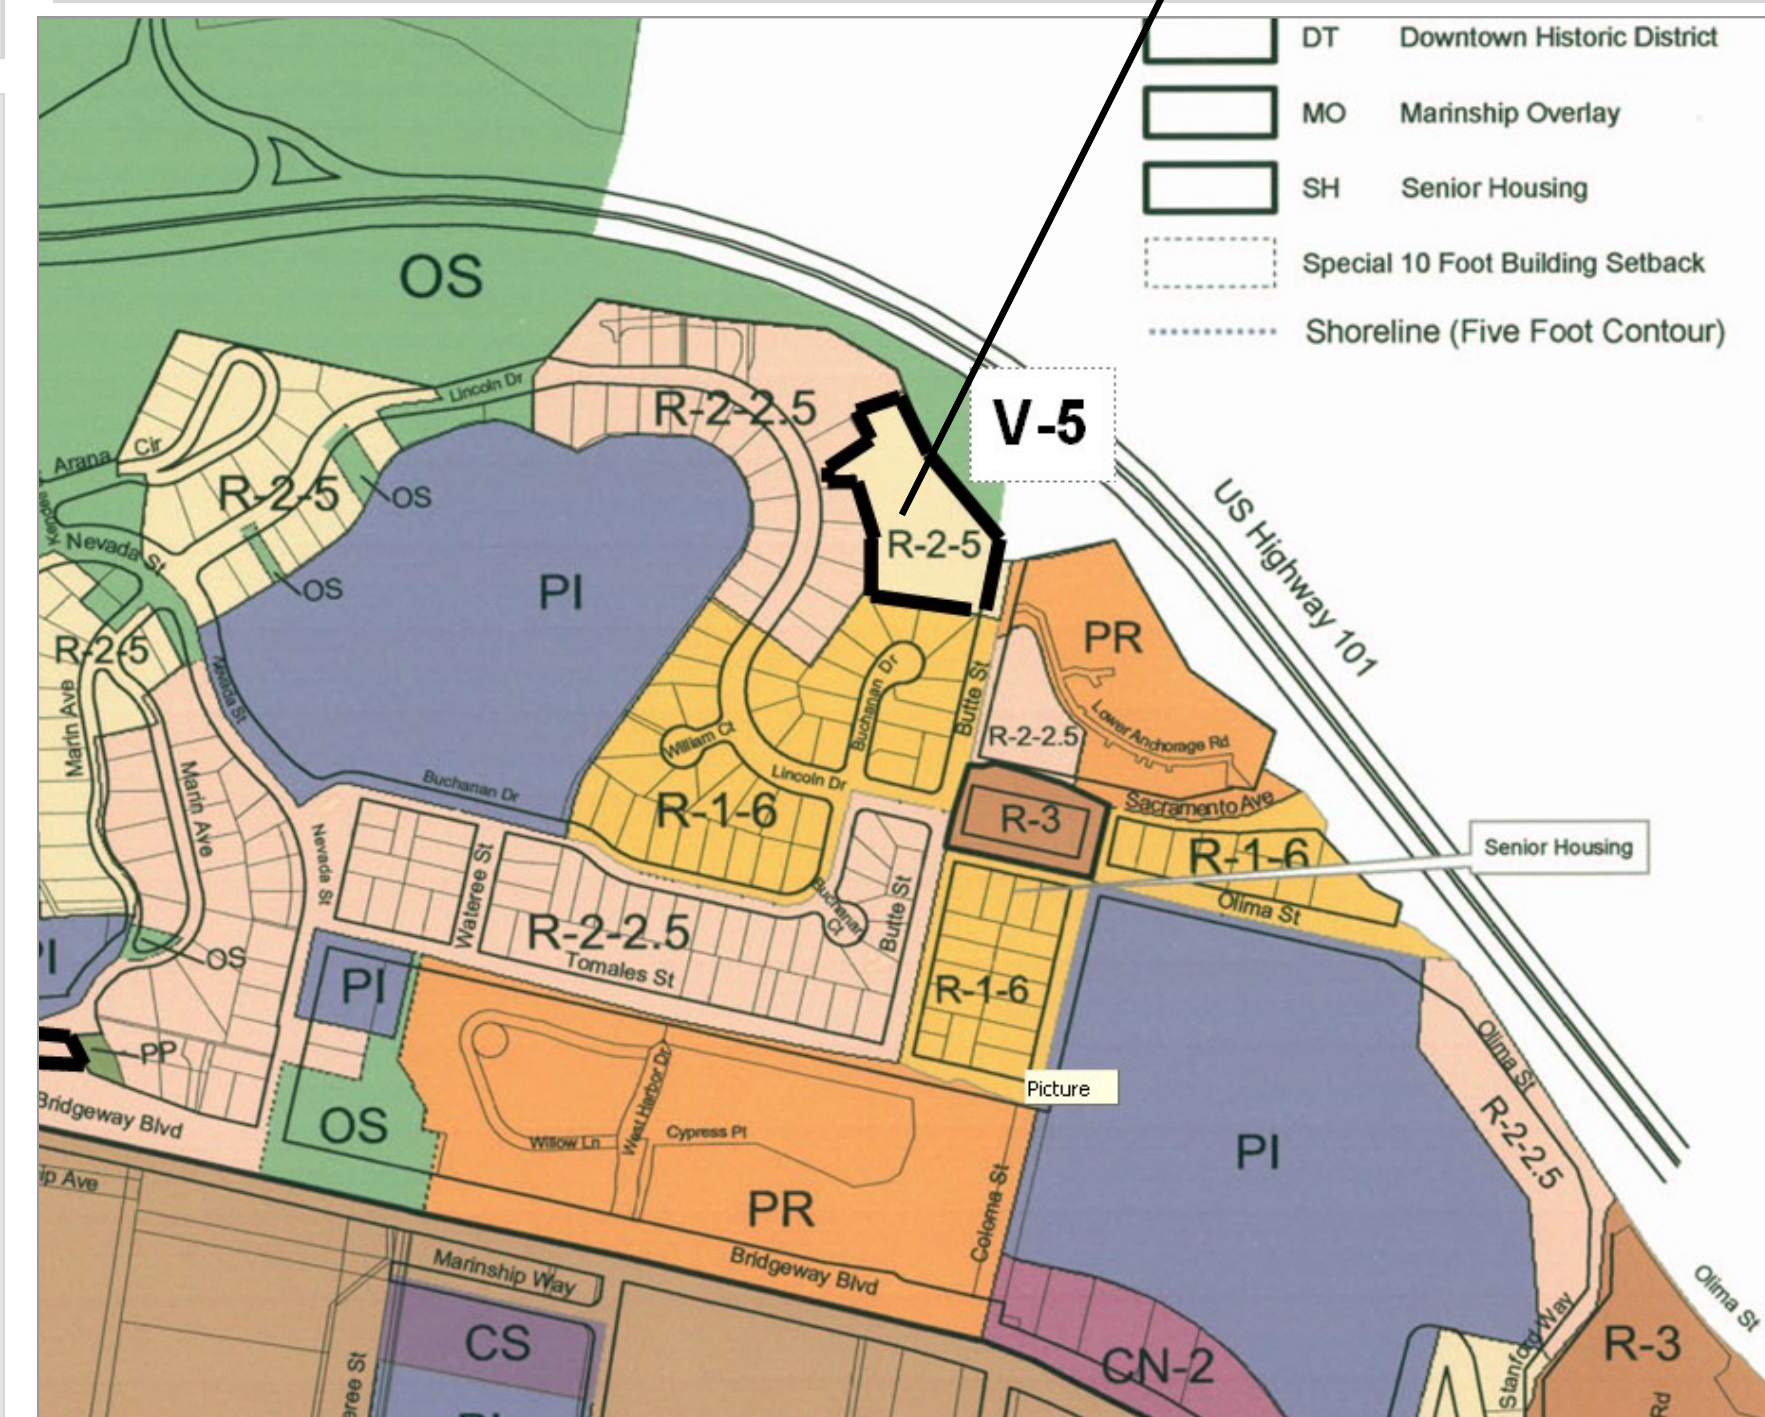 DT Downtown Historic District
MO Marinship Overlay
SH Senior Housing
Special 10 Foot Building Setback
Shoreline (Five Foot Contour)
OS
V-5
US Highway 101
Lincoln Dr
R-2-2.5
Arana Cir
R-2-5
OS
Nevada St
OS
PI
R-2-5
R-2-5
PR
Marin Ave
Nevada St
Marin Ave
Buchanan Dr
Butte St
William Ct
Lincoln Dr
R-2-2.5
Lower Anchorage Rd
Buchanan Dr
R-1-6
R-3
Sacramento Ave
R-1-6
Senior Housing
Nevada St
Wateree St
R-2-2.5
Tomales St
Buchanan Ct
Butte St
Olima St
OS
PI
PI
R-1-6
PP
Picture
Olima St
R-2-2.5
Bridgeway Blvd
OS
Willow Ln
West Harbor Dr
Cypress Pl
PR
Coloma St
PI
Marinship Way
Bridgeway Blvd
CS
CN-2
Stanford Way
R-3
Olima St
Rd